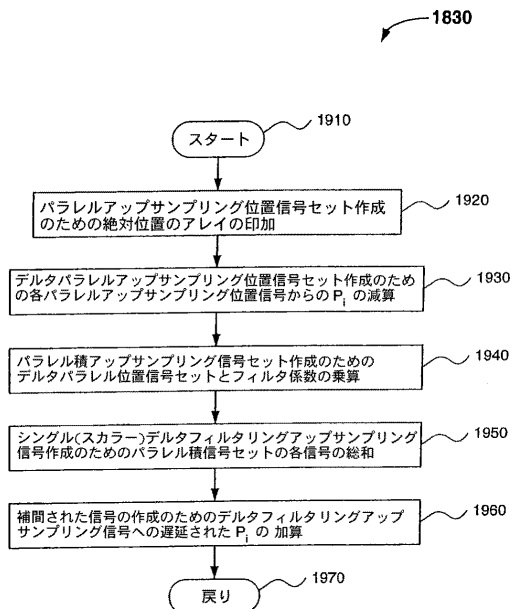 1830
スタート
1910
パラレルアップサンプリング位置信号セット作成
のための絶対位置のアレイの印加
1920
デルタパラレルアップサンプリング位置信号セット作成のため
の各パラレルアップサンプリング位置信号からのPiの減算
1930
パラレル積アップサンプリング信号セット作成のための
デルタパラレル位置信号セットとフィルタ係数の乗算
1940
シングル(スカラー)デルタフィルタリングアップサンプリング
信号作成のためのパラレル積信号セットの各信号の総和
1950
補間された信号の作成のためのデルタフィルタリングアップ
サンプリング信号への遅延されたPiの 加算
1960
戻り
1970